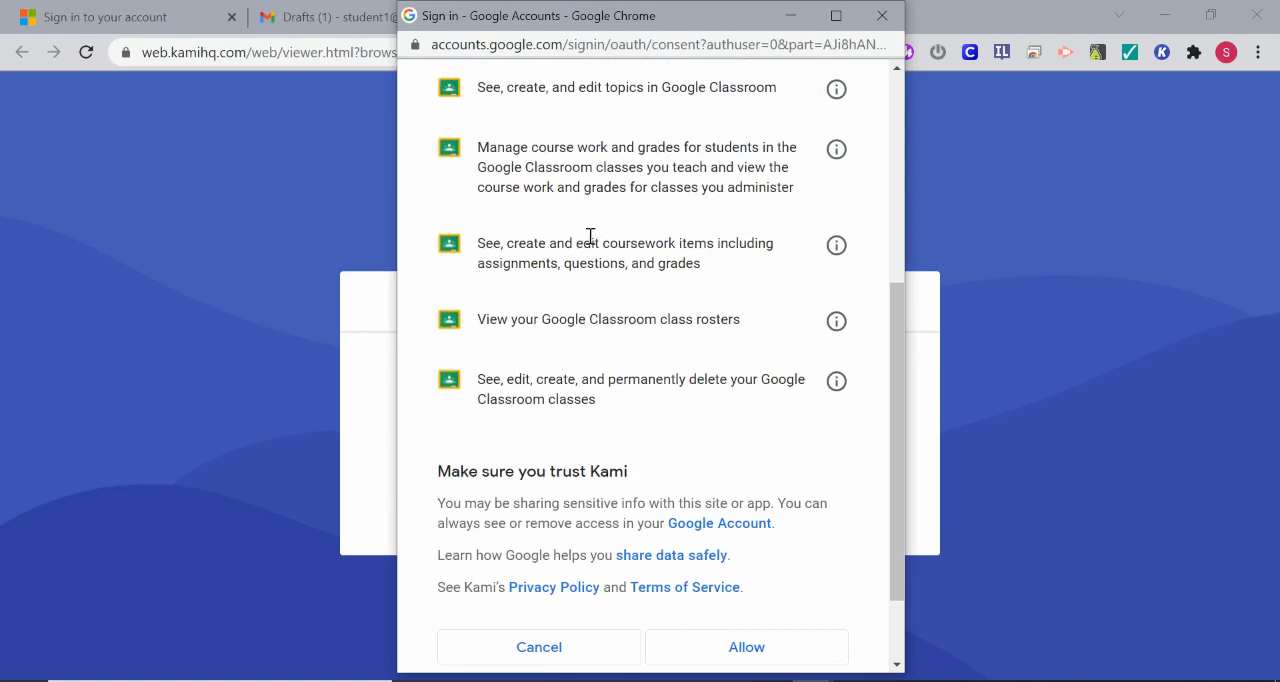 Sign in to your account
Drafts (1) - student1@
Sign in - Google Accounts - Google Chrome
web.kamihq.com/web/viewer.html?brows
accounts.google.com/signin/oauth/consent?authuser=0&part=AJi8hAN...
C
IL
K
S
See, create, and edit topics in Google Classroom
Manage course work and grades for students in the
Google Classroom classes you teach and view the
course work and grades for classes you administer
See, create and edit coursework items including
assignments, questions, and grades
View your Google Classroom class rosters
See, edit, create, and permanently delete your Google
Classroom classes
Make sure you trust Kami
You may be sharing sensitive info with this site or app. You can
always see or remove access in your Google Account.
Learn how Google helps you share data safely.
See Kami's Privacy Policy and Terms of Service.
Cancel
Allow